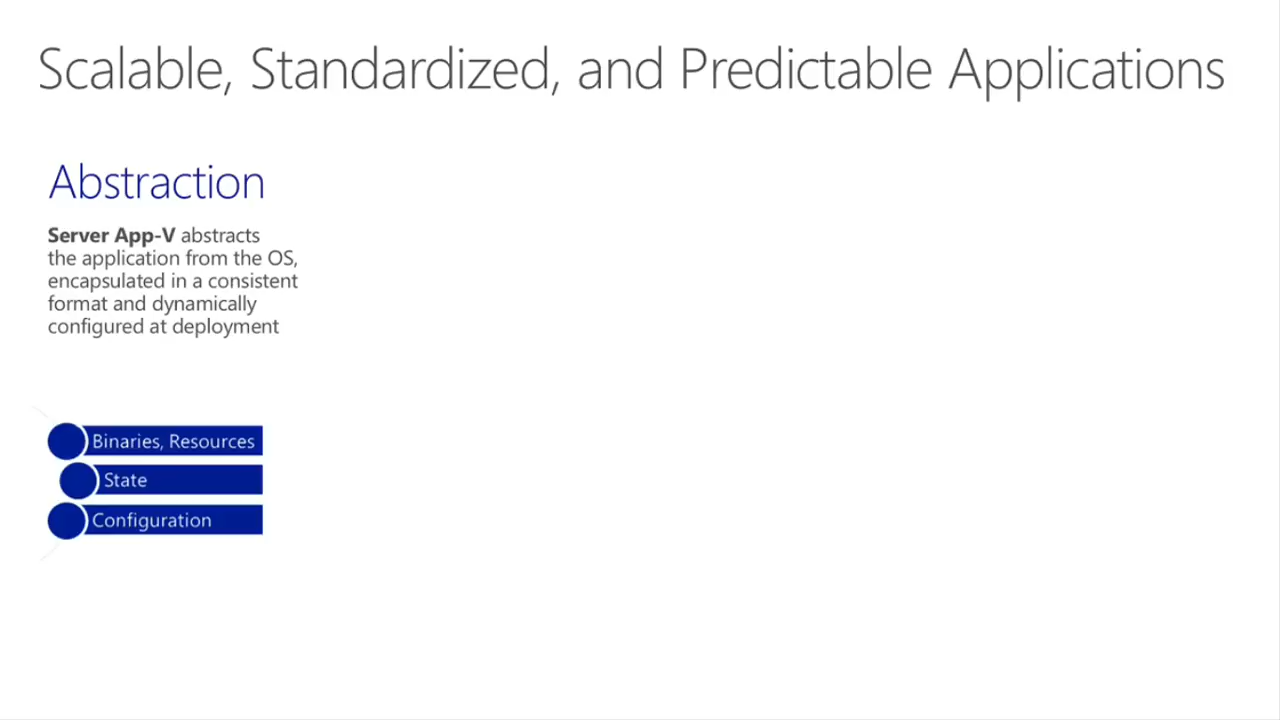 Scalable, Standardized, and Predictable Applications
Abstraction
Server App-V abstracts
the application from the OS,
encapsulated in a consistent
format and dynamically
configured at deployment
Binaries, Resources
State
Configuration